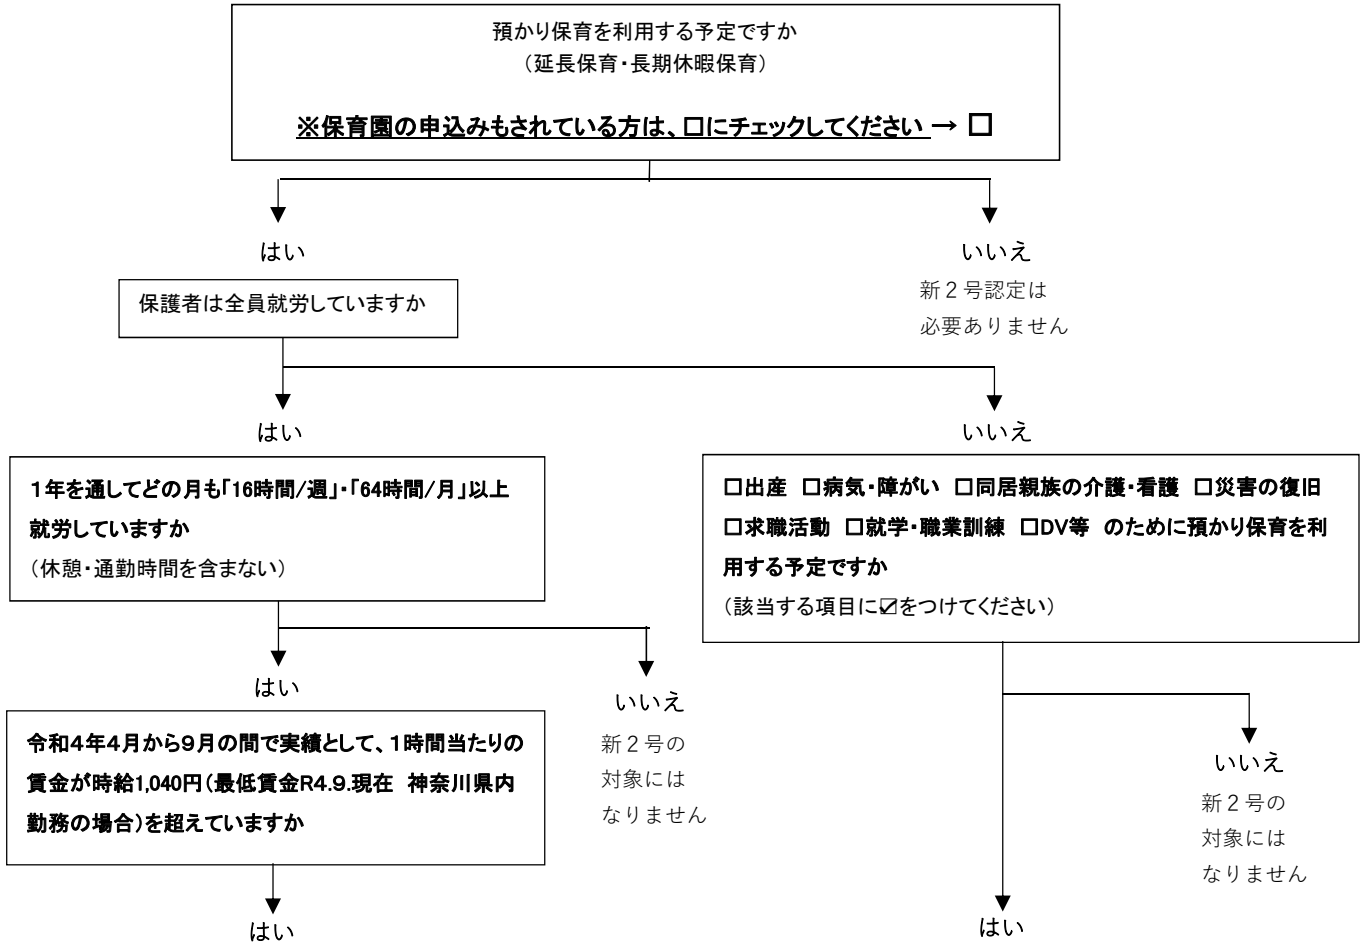 預かり保育を利用する予定ですか
（延長保育・長期休暇保育）
※保育園の申込みもされている方は、□にチェックしてください → □
はい
いいえ
新２号認定は
必要ありません
保護者は全員就労していますか
はい
いいえ
１年を通してどの月も「16時間/週」・「64時間/月」以上
就労していますか
（休憩・通勤時間を含まない）
□出産 □病気・障がい □同居親族の介護・看護 □災害の復旧
□求職活動 □就学・職業訓練 □DV等 のために預かり保育を利
用する予定ですか
（該当する項目に☑をつけてください）
はい
いいえ
新２号の
対象には
なりません
令和４年４月から９月の間で実績として、１時間当たりの
賃金が時給1,040円（最低賃金R4.9.現在 神奈川県内
勤務の場合）を超えていますか
いいえ
新２号の
対象には
なりません
はい
はい